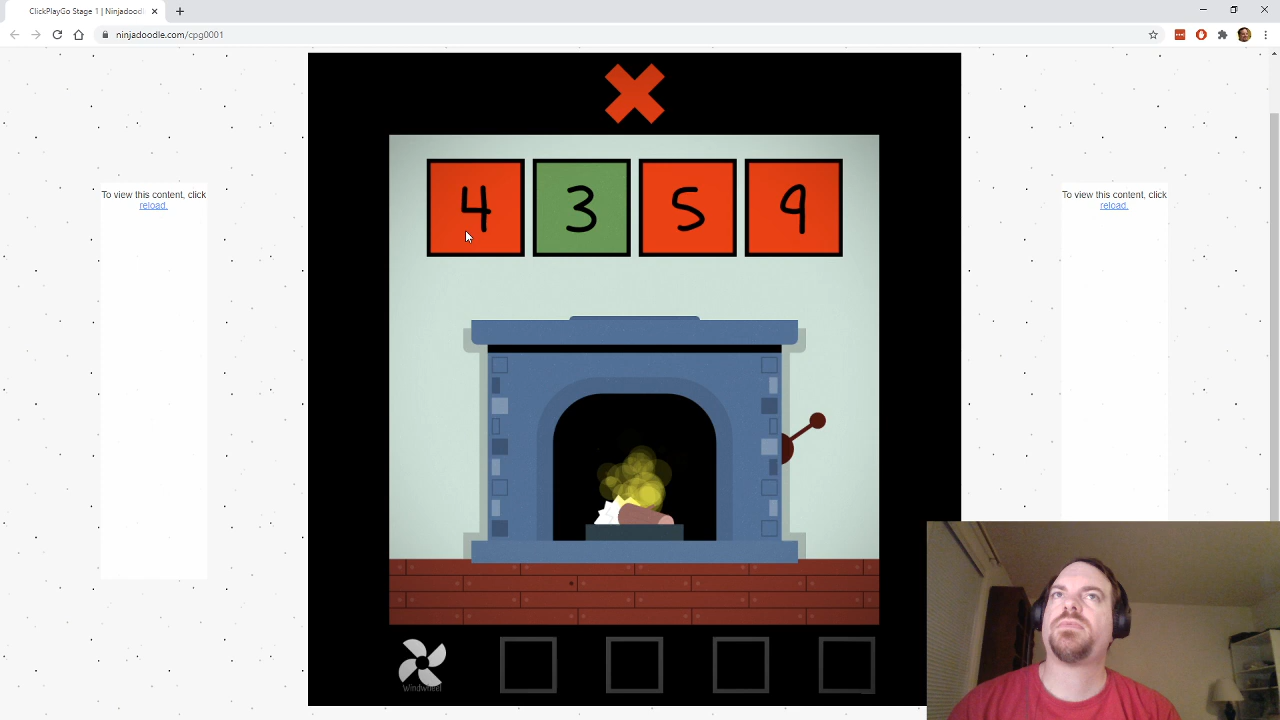 ClickPlayGo Stage 1 | Ninjadoodl
ninjadoodle.com/cpg0001
4 3 5 9
To view this content, click
reload.
To view this content, click
reload.
Windwheel